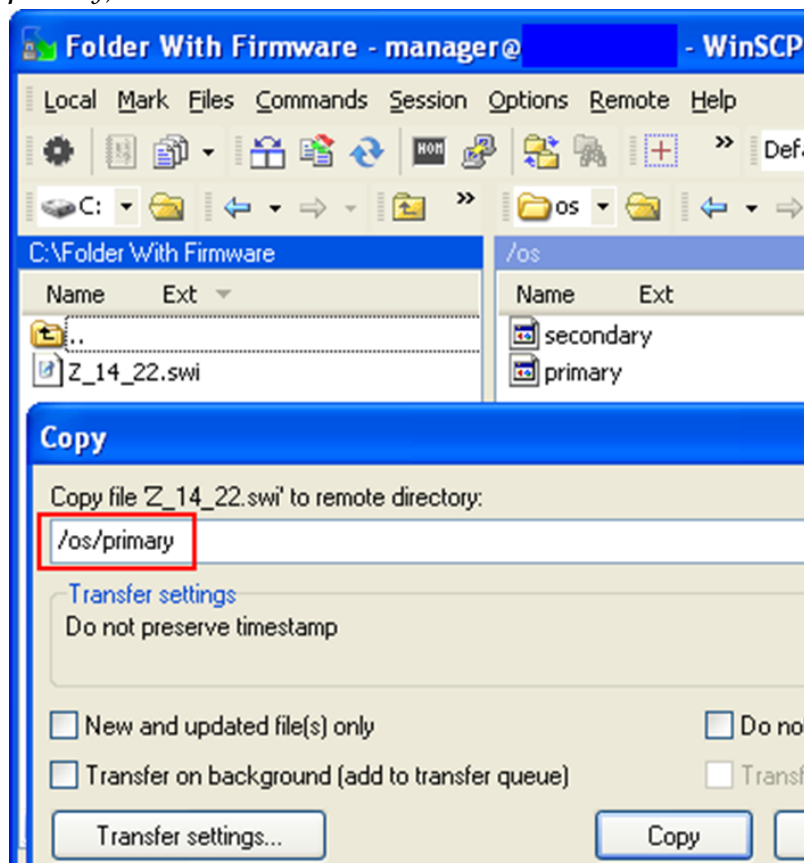 Folder With Firmware - manager@ - WinSCP
Local Mark Files Commands Session Options Remote Help
C: os
C:\Folder With Firmware /os
Name Ext Name Ext
.. secondary
Z_14_22.swi primary
Copy
Copy file 'Z_14_22.swi' to remote directory:
/os/primary
Transfer settings
Do not preserve timestamp
New and updated file(s) only Do no
Transfer on background (add to transfer queue)
Transfer settings... Copy